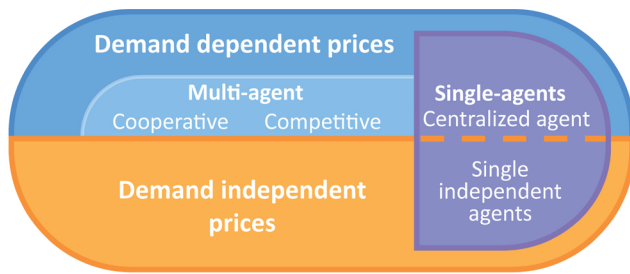 Demand dependent prices
Multi-agent
Cooperative Competitive
Single-agents
Centralized agent
Demand independent
prices
Single
independent
agents